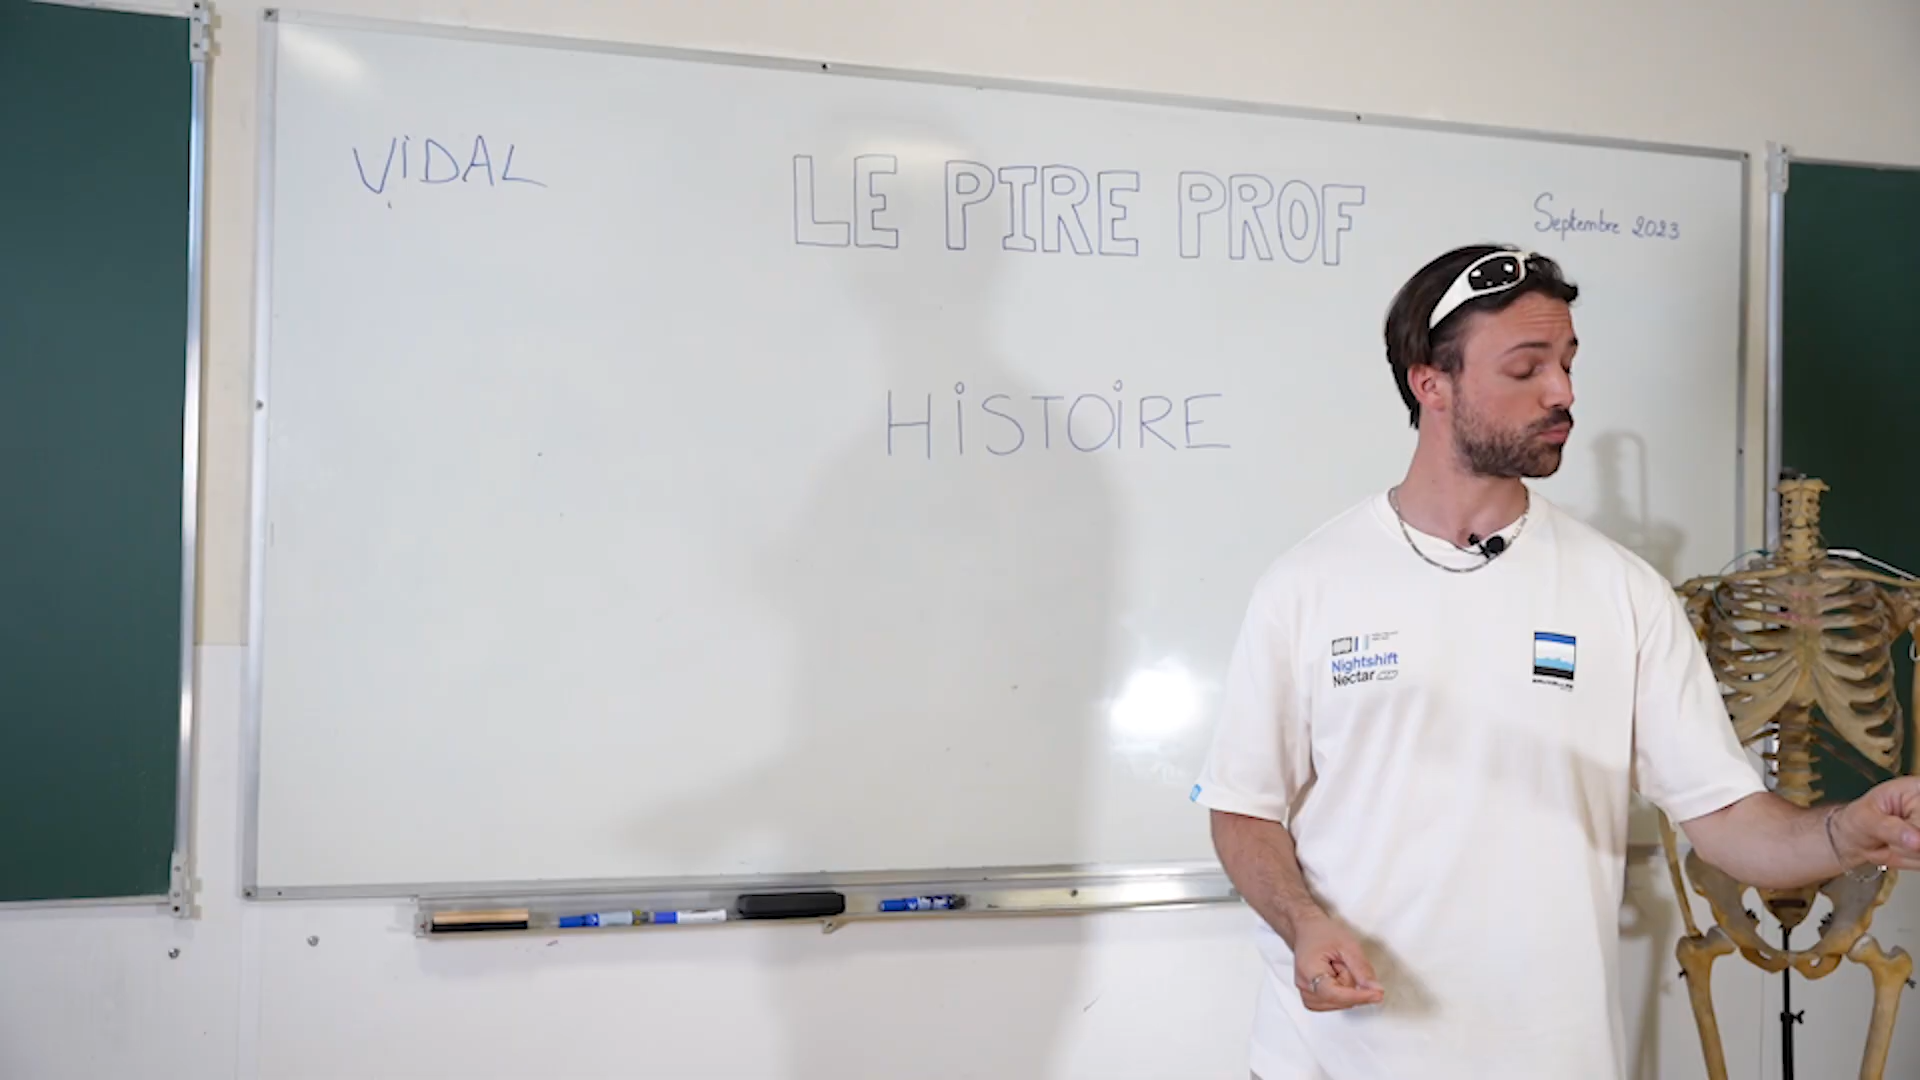 VIDAL
LE PIRE PROF
Septembre 2023
HISTOIRE
Nightshift
Nectar